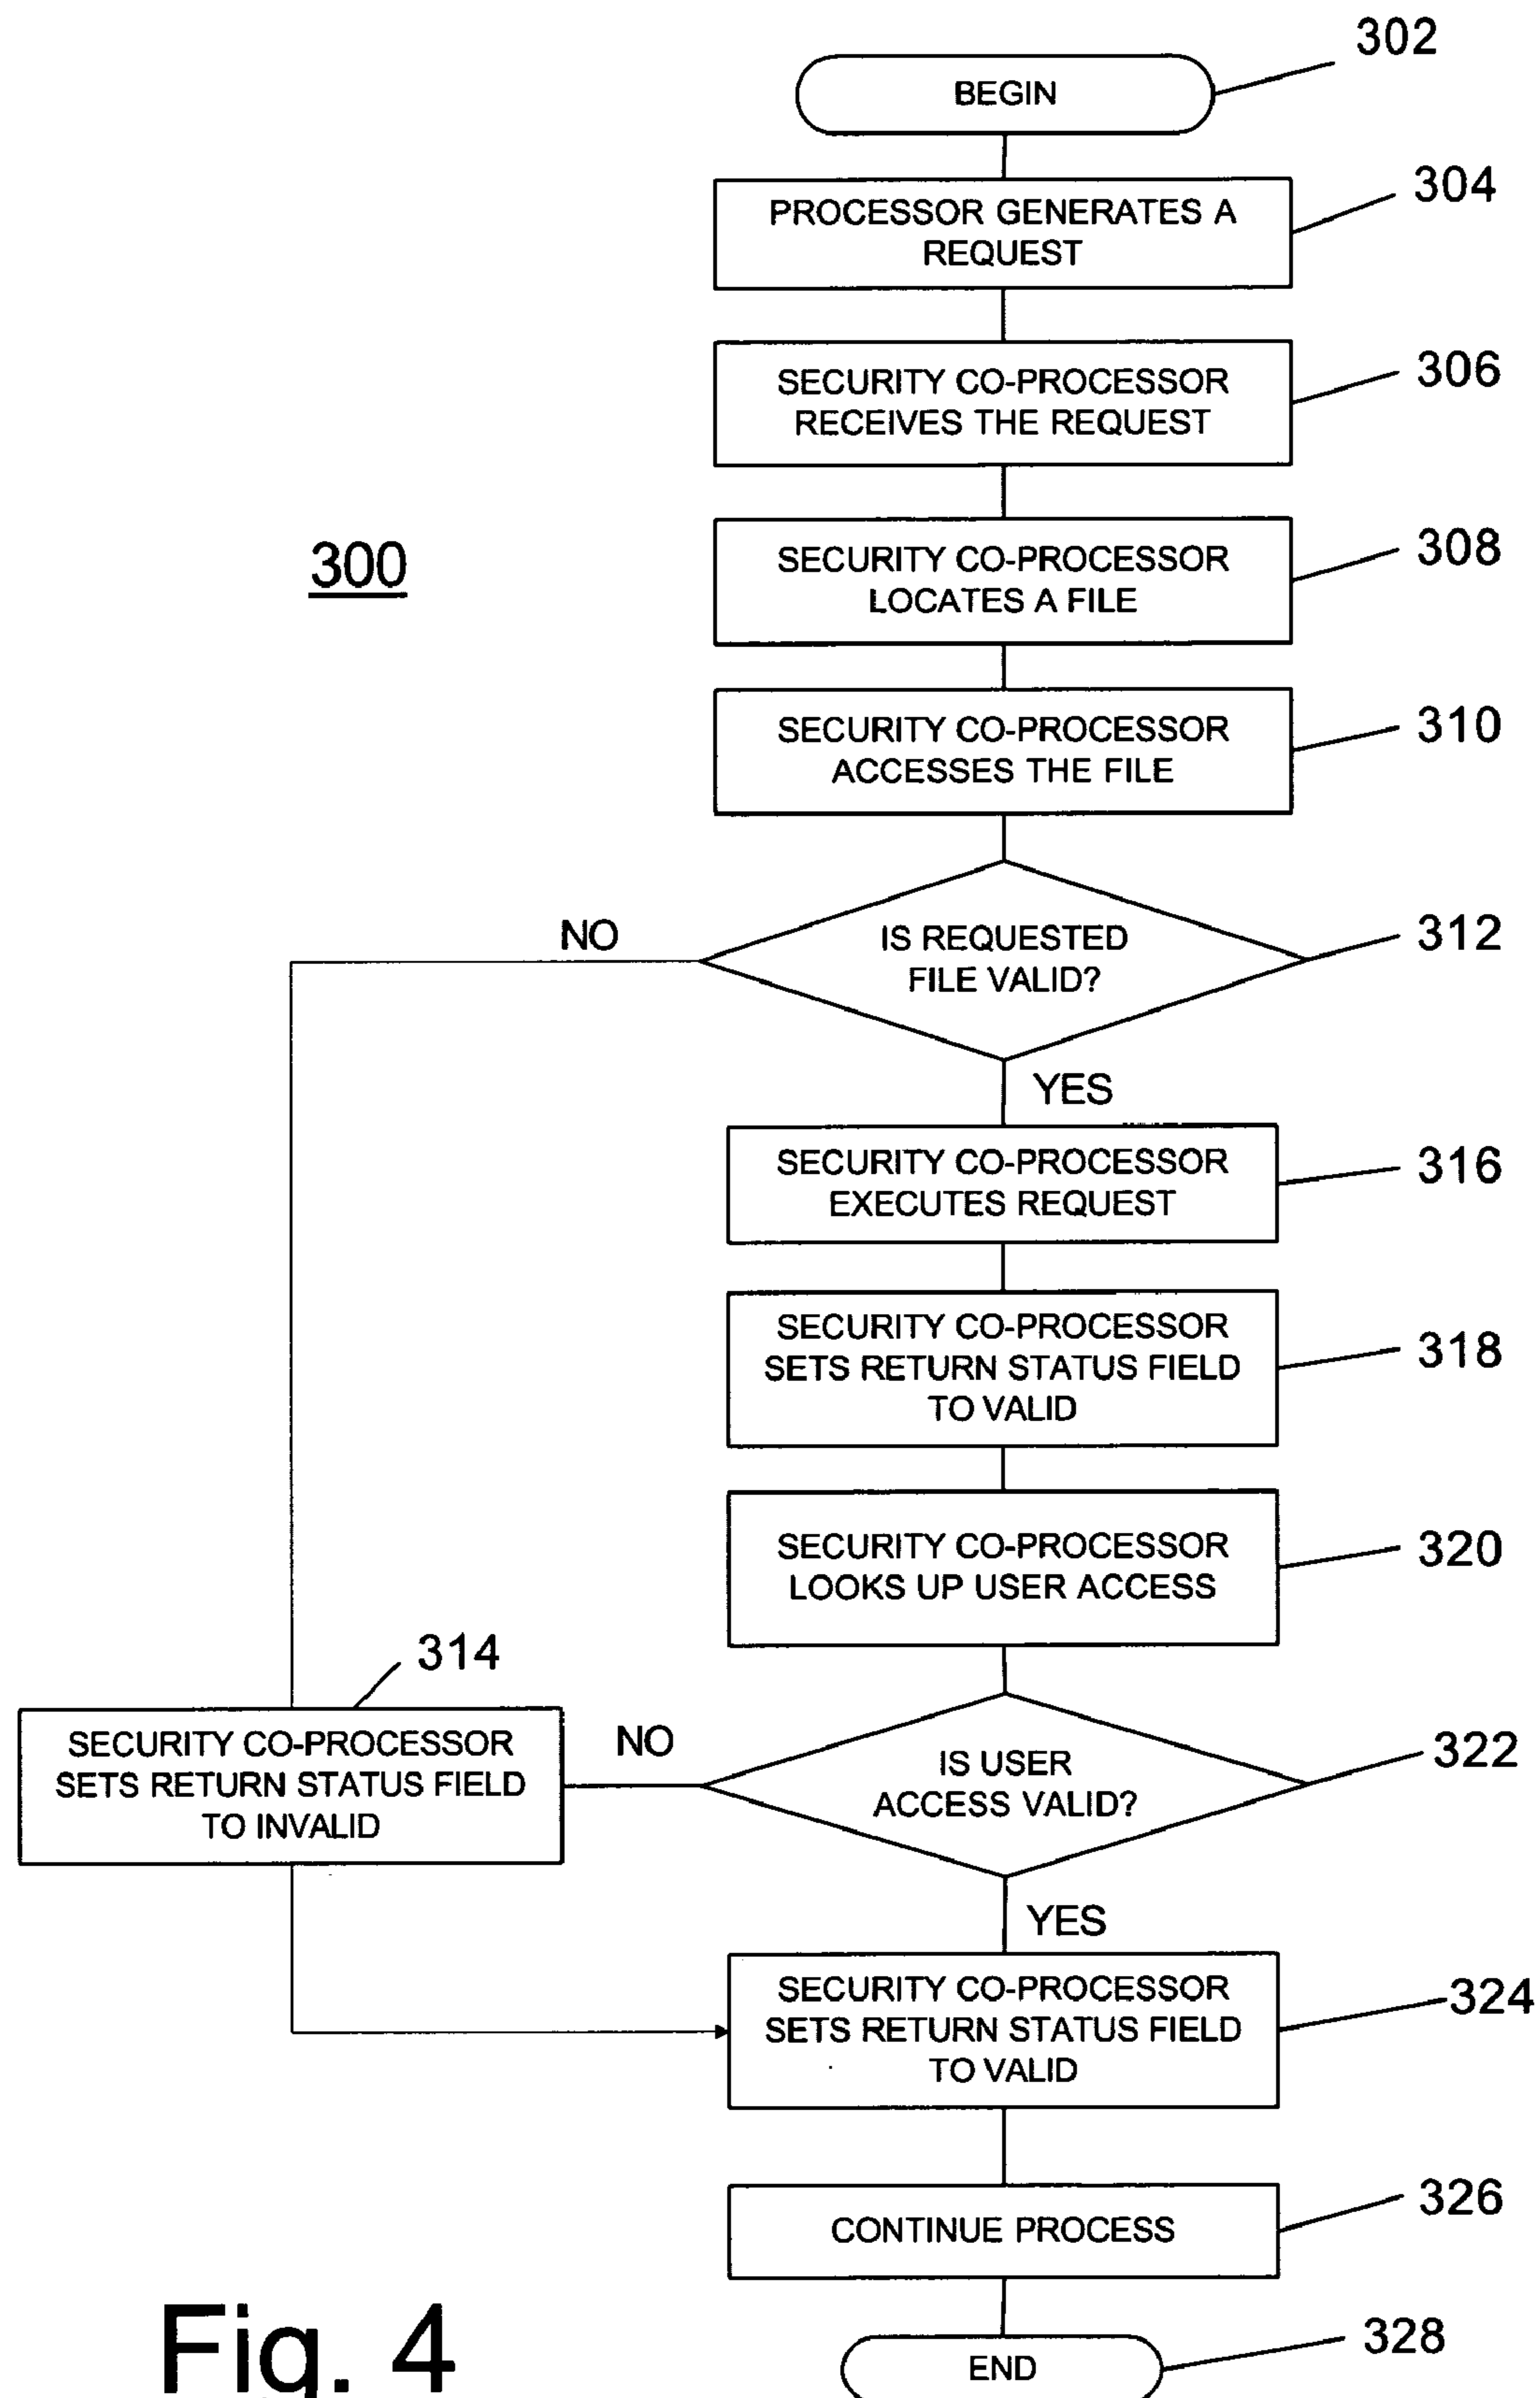 302
BEGIN
304
PROCESSOR GENERATES A
REQUEST
306
SECURITY CO-PROCESSOR
RECEIVES THE REQUEST
300
308
SECURITY CO-PROCESSOR
LOCATES A FILE
310
SECURITY CO-PROCESSOR
ACCESSES THE FILE
312
NO
IS REQUESTED
FILE VALID?
YES
316
SECURITY CO-PROCESSOR
EXECUTES REQUEST
318
SECURITY CO-PROCESSOR
SETS RETURN STATUS FIELD
TO VALID
320
SECURITY CO-PROCESSOR
LOOKS UP USER ACCESS
314
SECURITY CO-PROCESSOR
SETS RETURN STATUS FIELD
TO INVALID
NO
IS USER
ACCESS VALID?
322
YES
324
SECURITY CO-PROCESSOR
SETS RETURN STATUS FIELD
TO VALID
326
CONTINUE PROCESS
328
END
Fig. 4